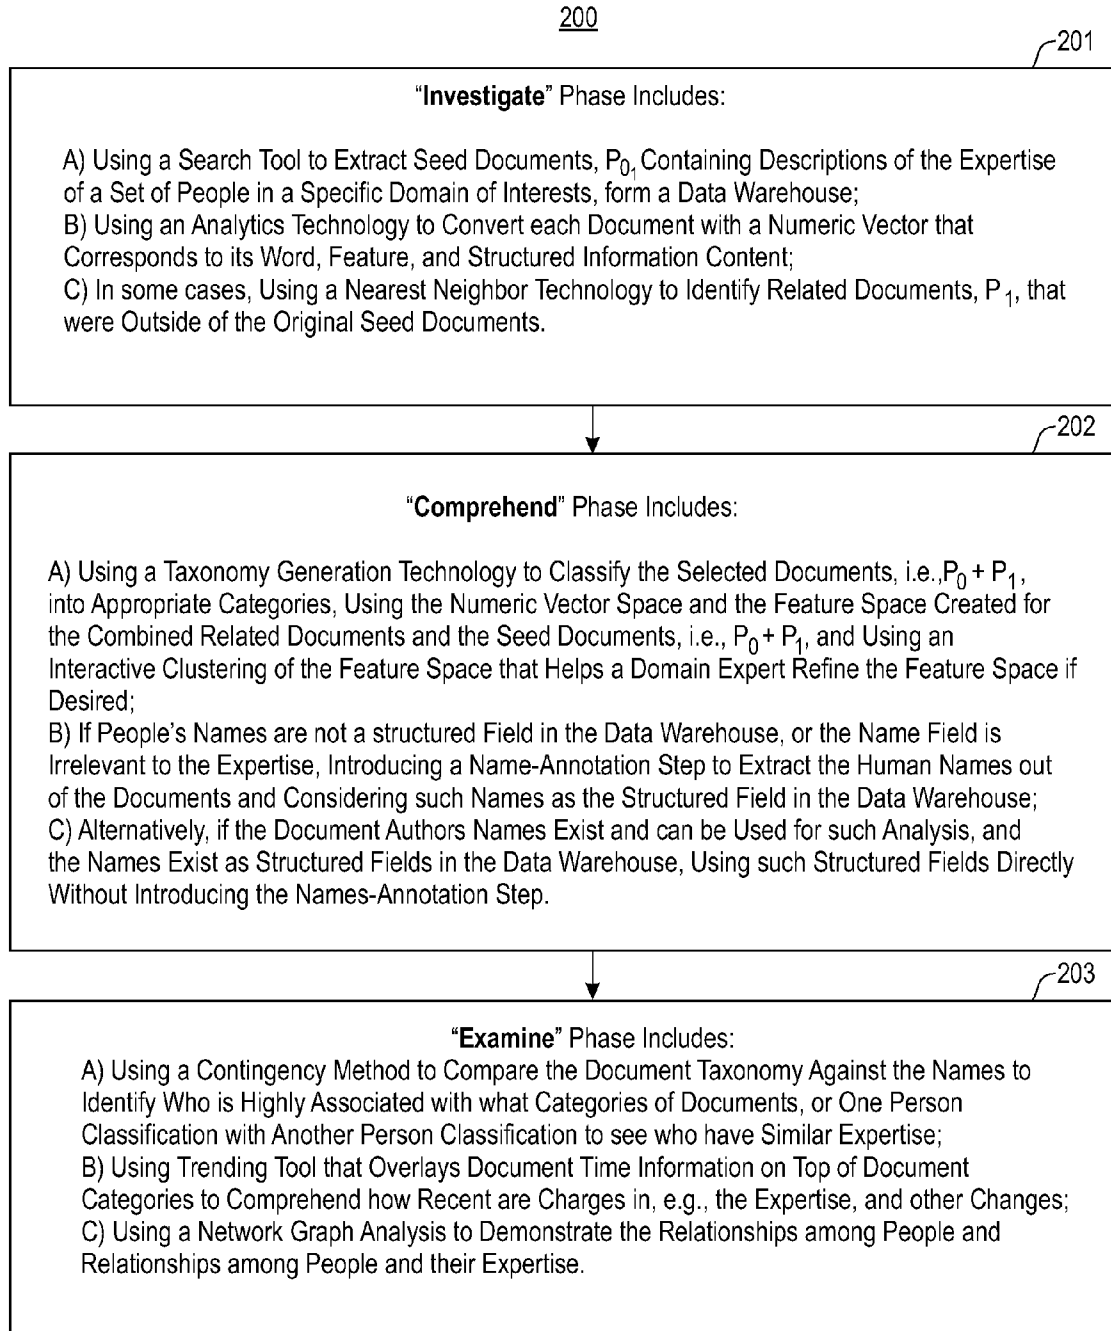 200
201
“Investigate” Phase Includes:
A) Using a Search Tool to Extract Seed Documents, P0, Containing Descriptions of the Expertise
of a Set of People in a Specific Domain of Interests, form a Data Warehouse;
B) Using an Analytics Technology to Convert each Document with a Numeric Vector that
Corresponds to its Word, Feature, and Structured Information Content;
C) In some cases, Using a Nearest Neighbor Technology to Identify Related Documents, P1, that
were Outside of the Original Seed Documents.
202
“Comprehend” Phase Includes:
A) Using a Taxonomy Generation Technology to Classify the Selected Documents, i.e.,P0 + P1,
into Appropriate Categories, Using the Numeric Vector Space and the Feature Space Created for
the Combined Related Documents and the Seed Documents, i.e., P0 + P1, and Using an
Interactive Clustering of the Feature Space that Helps a Domain Expert Refine the Feature Space if
Desired;
B) If People’s Names are not a structured Field in the Data Warehouse, or the Name Field is
Irrelevant to the Expertise, Introducing a Name-Annotation Step to Extract the Human Names out
of the Documents and Considering such Names as the Structured Field in the Data Warehouse;
C) Alternatively, if the Document Authors Names Exist and can be Used for such Analysis, and
the Names Exist as Structured Fields in the Data Warehouse, Using such Structured Fields Directly
Without Introducing the Names-Annotation Step.
203
“Examine” Phase Includes:
A) Using a Contingency Method to Compare the Document Taxonomy Against the Names to
Identify Who is Highly Associated with what Categories of Documents, or One Person
Classification with Another Person Classification to see who have Similar Expertise;
B) Using Trending Tool that Overlays Document Time Information on Top of Document
Categories to Comprehend how Recent are Charges in, e.g., the Expertise, and other Changes;
C) Using a Network Graph Analysis to Demonstrate the Relationships among People and
Relationships among People and their Expertise.